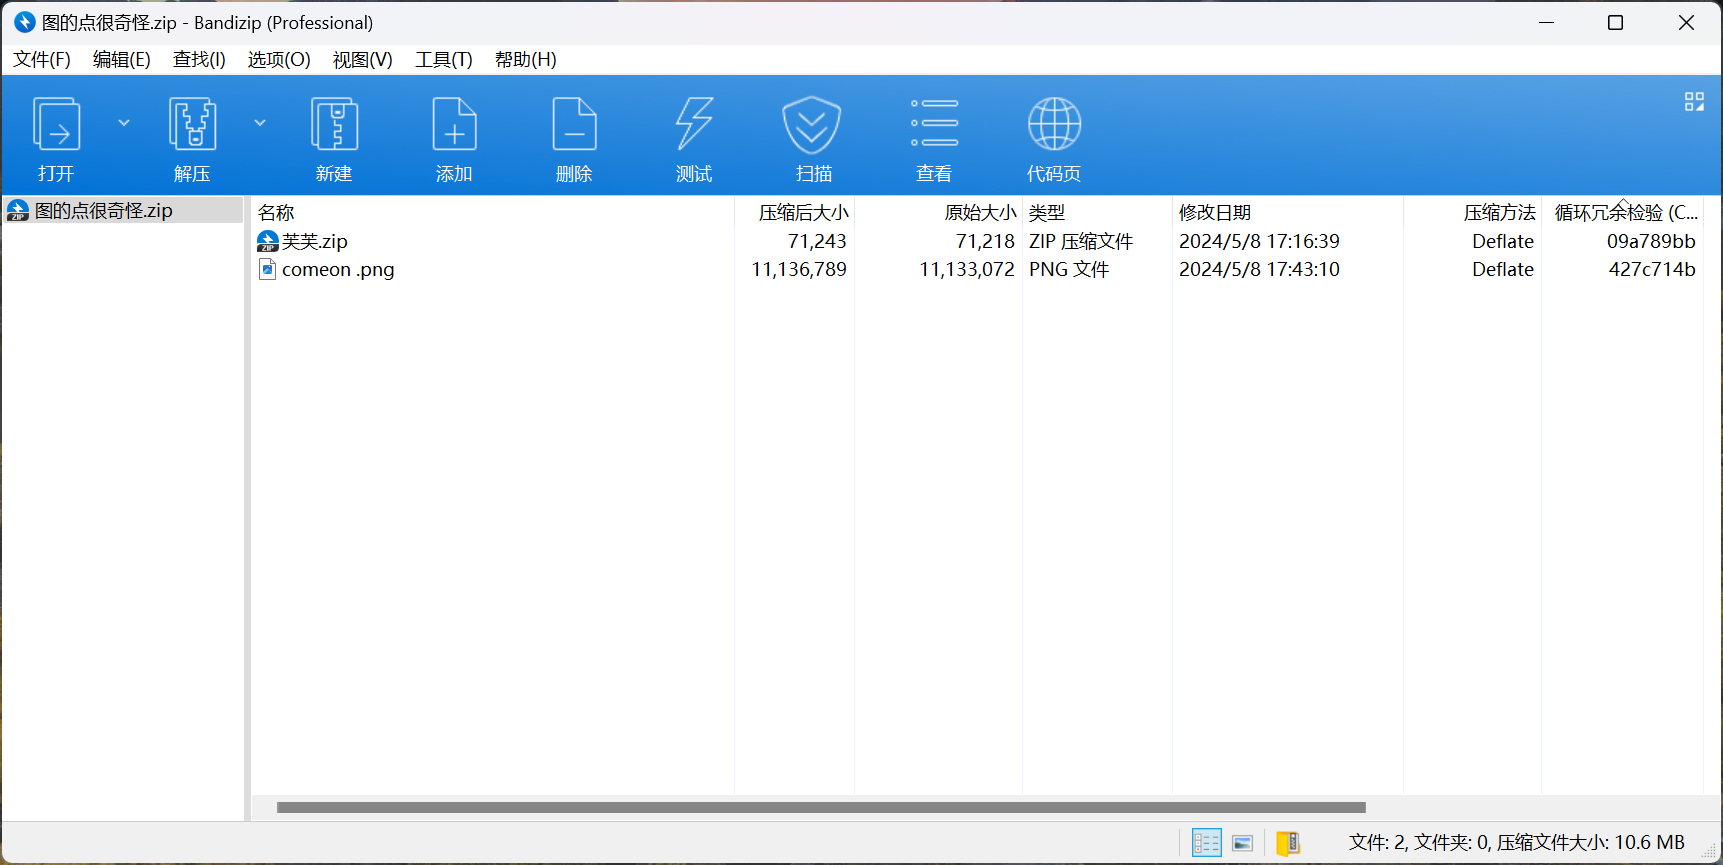 图的点很奇怪.zip - Bandizip (Professional)
文件(F) 编辑(E) 查找(I) 选项(O) 视图(V) 工具(T) 帮助(H)
打开 解压 新建 添加 删除 测试 扫描 查看 代码页
图的点很奇怪.zip
名称 压缩后大小 原始大小 类型 修改日期 压缩方法 循环冗余检验 (C...
芙芙.zip 71,243 71,218 ZIP 压缩文件 2024/5/8 17:16:39 Deflate 09a789bb
comeon .png 11,136,789 11,133,072 PNG 文件 2024/5/8 17:43:10 Deflate 427c714b
文件: 2, 文件夹: 0, 压缩文件大小: 10.6 MB